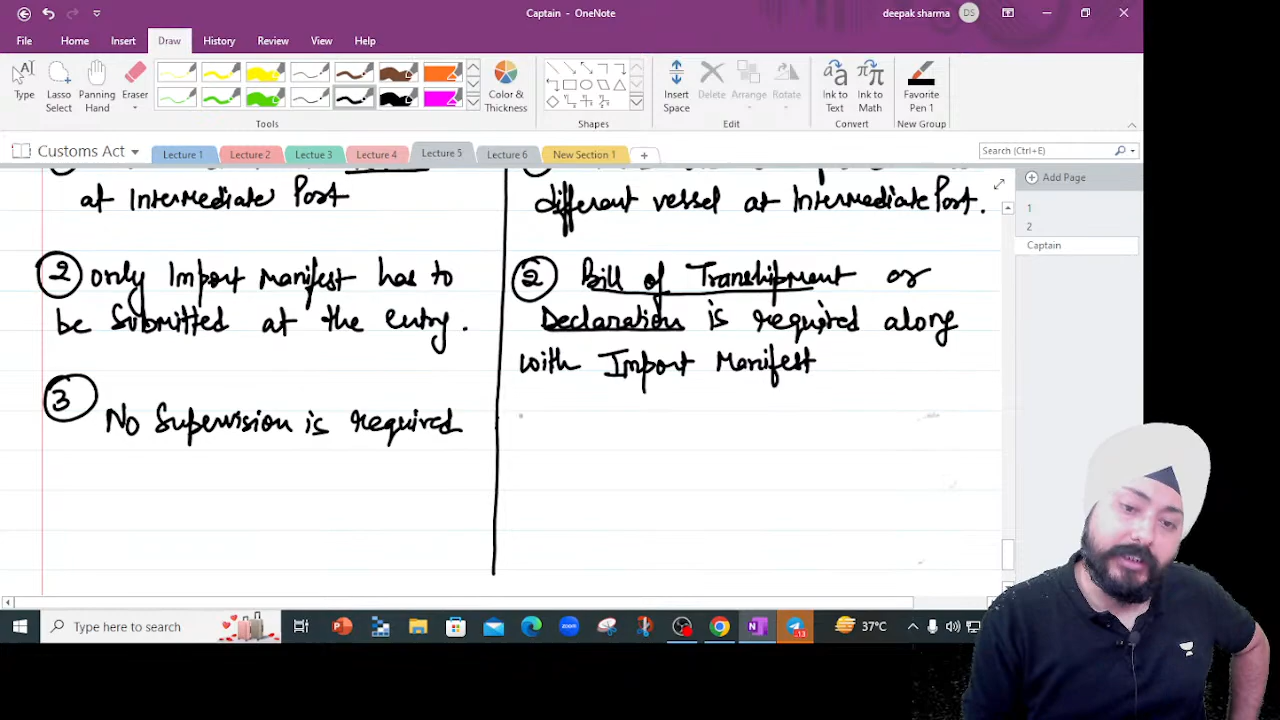 Captain - OneNote
deepak sharma DS
File Home Insert Draw History Review View Help
Type
Lasso Select
Panning Hand
Eraser
Color & Thickness
Insert Space
Delete
Arrange
Rotate
Ink to Text
Ink to Math
Favorite Pen 1
Tools
Shapes
Edit
Convert
New Group
Customs Act
Lecture 1
Lecture 2
Lectue 3
Lecture 4
Lecture 5
Lecture 6
New Section 1
Search (Ctrl+E)
Add Page
1
2
Captain
at Intermediate Port
2 only Import manifest has to
be Submitted at the entry.
3
No Supervision is required
different vessel at Intermediate Port.
2 Bill of Transhipment or
Declaration is required along
with Import Manifest
Type here to search
zoom
13
37°C